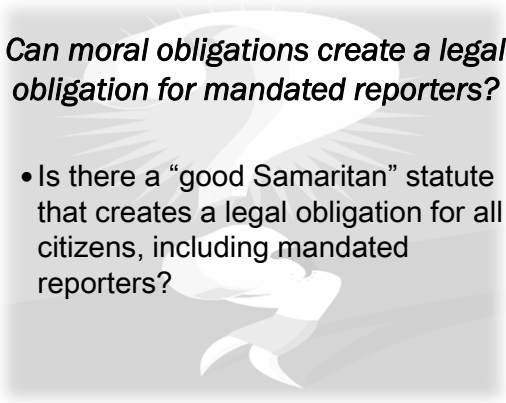 Can moral obligations create a legal
obligation for mandated reporters?
• Is there a “good Samaritan” statute
that creates a legal obligation for all
citizens, including mandated
reporters?